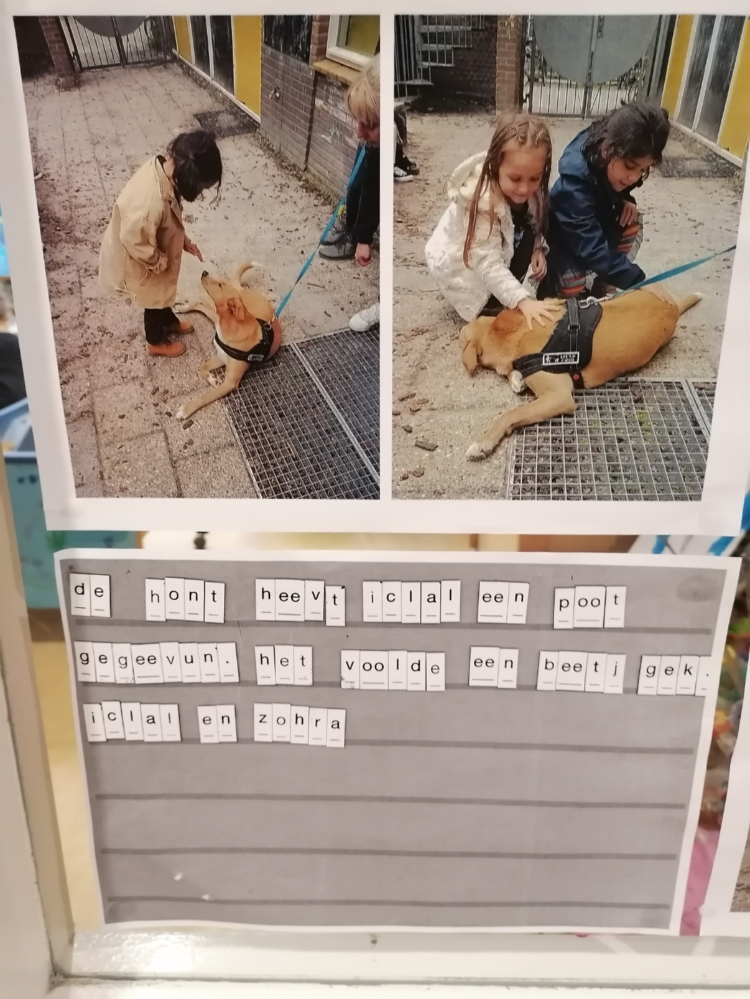 de hont heevt iclal een poot
gegeevun. het voolde een beetj gek.
iclal en zohra